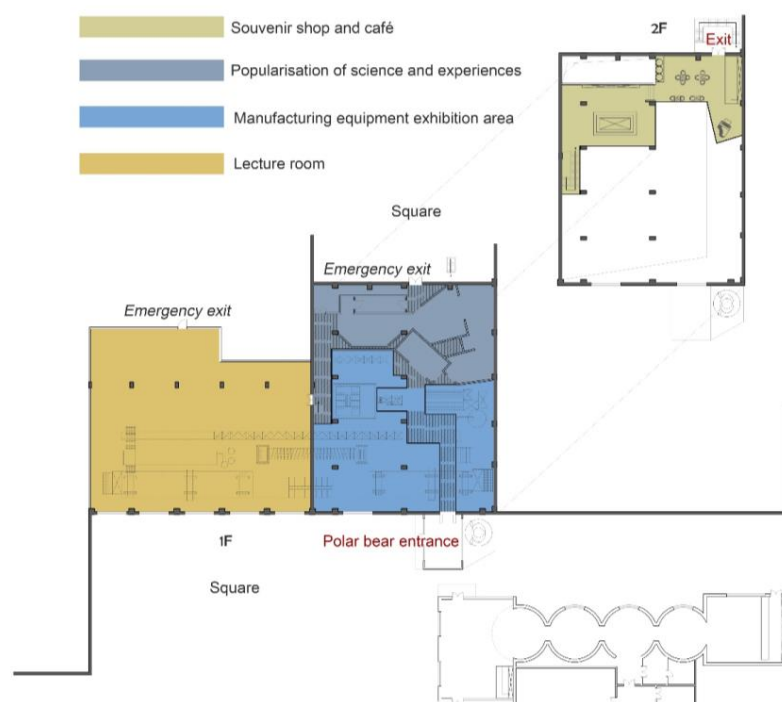 Souvenir shop and café
2F
Exit
Popularisation of science and experiences
Manufacturing equipment exhibition area
Lecture room
Square
Emergency exit
Emergency exit
1F
Polar bear entrance
Square